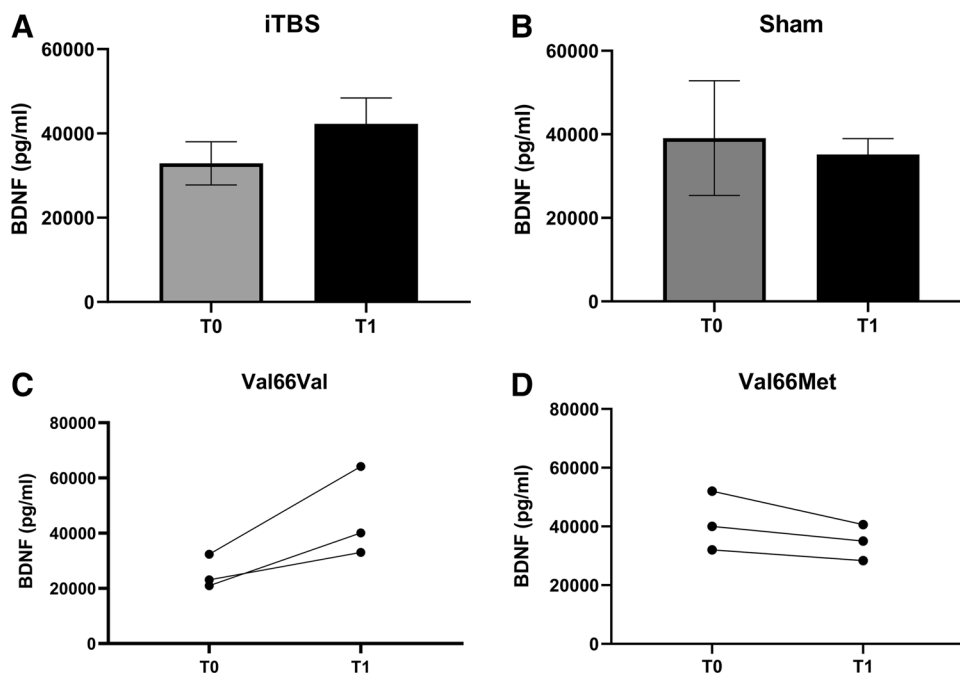 A
iTBS
BDNF (pg/ml)
60000
40000
20000
0
T0
T1
B
Sham
BDNF (pg/ml)
60000
40000
20000
0
T0
T1
C
Val66Val
BDNF (pg/ml)
80000
60000
40000
20000
0
T0
T1
D
Val66Met
BDNF (pg/ml)
80000
60000
40000
20000
0
T0
T1